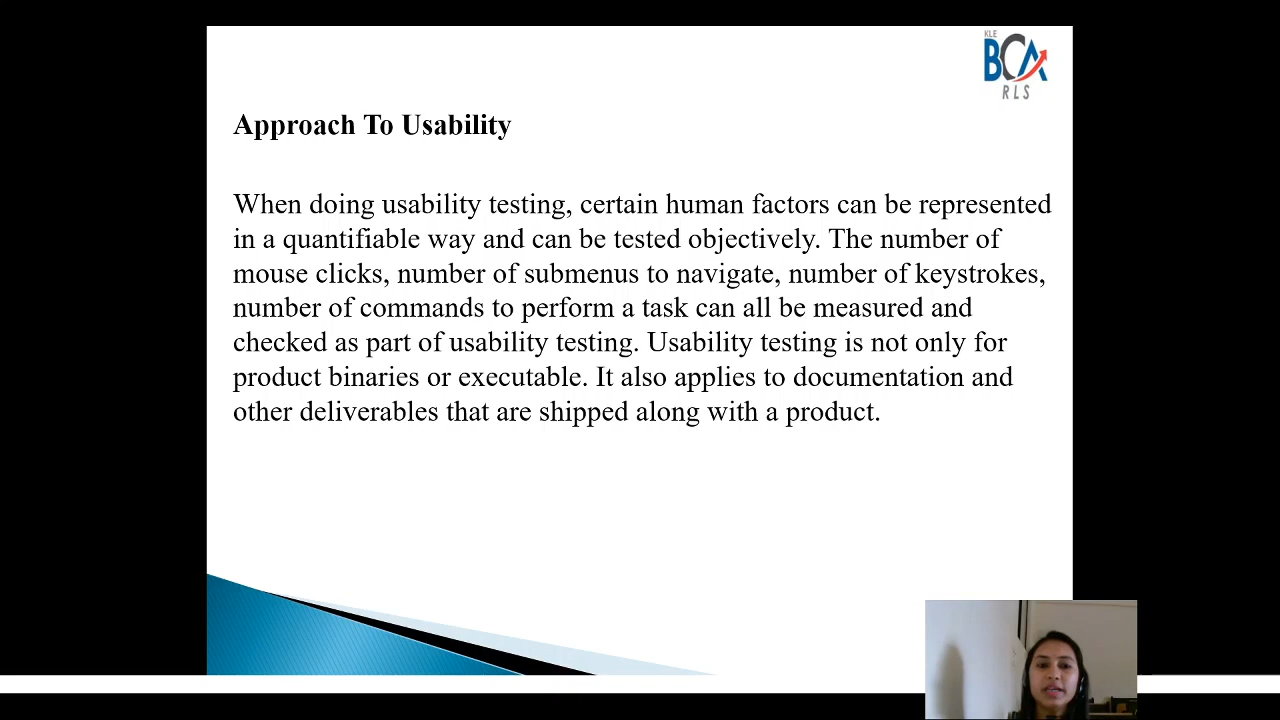 KLE
BCA
RLS
Approach To Usability
When doing usability testing, certain human factors can be represented
in a quantifiable way and can be tested objectively. The number of
mouse clicks, number of submenus to navigate, number of keystrokes,
number of commands to perform a task can all be measured and
checked as part of usability testing. Usability testing is not only for
product binaries or executable. It also applies to documentation and
other deliverables that are shipped along with a product.